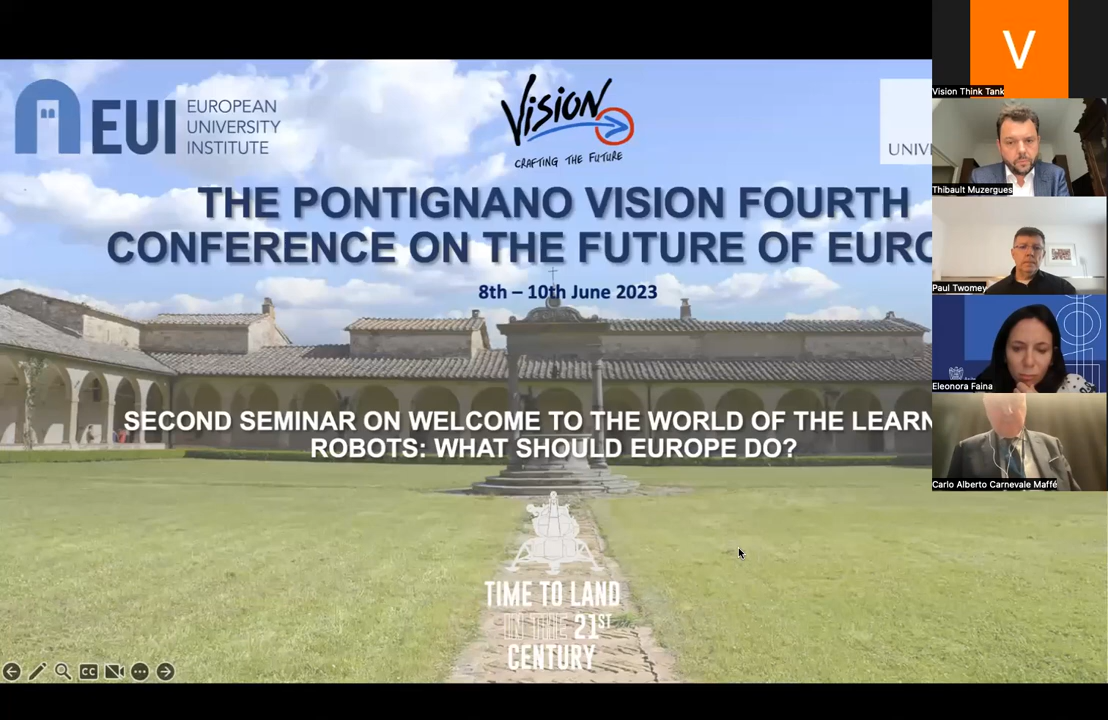 EUI
EUROPEAN
UNIVERSITY
INSTITUTE
VISION
CRAFTING THE FUTURE
UNIV
THE PONTIGNANO VISION FOURTH
CONFERENCE ON THE FUTURE OF EURO
8th – 10th June 2023
SECOND SEMINAR ON WELCOME TO THE WORLD OF THE LEARN
ROBOTS: WHAT SHOULD EUROPE DO?
TIME TO LAND
IN THE 21ST
CENTURY
CC
V
Vision Think Tank
Thibault Muzergues
Paul Twomey
Eleonora Faina
Carlo Alberto Carnevale Maffé